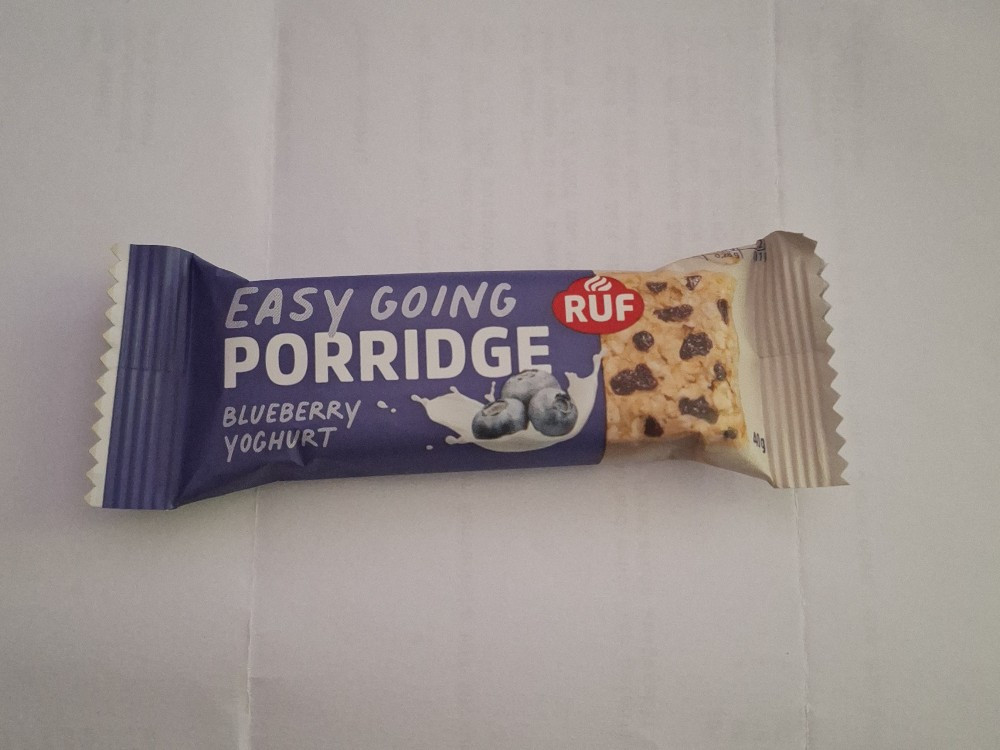 EASY GOING
PORRIDGE
BLUEBERRY
YOGHURT
RUF
40g